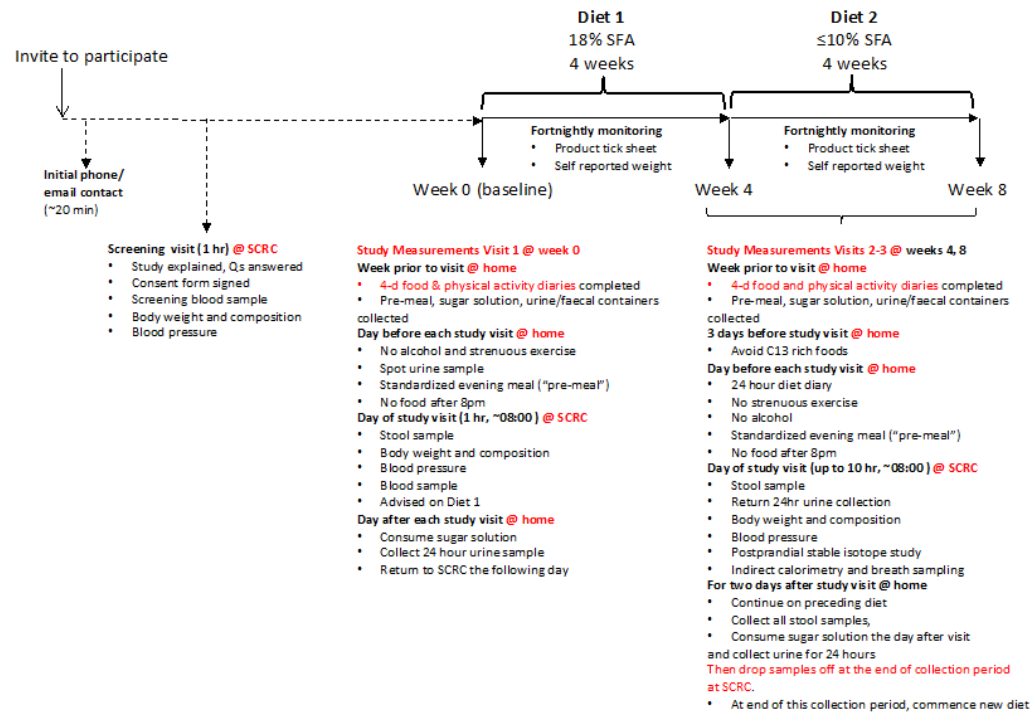 Diet 1
18% SFA
4 weeks
Diet 2
≤10% SFA
4 weeks
Invite to participate
Fortnightly monitoring
• Product tick sheet
• Self reported weight
Fortnightly monitoring
• Product tick sheet
• Self reported weight
Initial phone/
email contact
(~20 min)
Week 0 (baseline)
Week 4
Week 8
Screening visit (1 hr) @ SCRC
• Study explained, Qs answered
• Consent form signed
• Screening blood sample
• Body weight and composition
• Blood pressure
Study Measurements Visit 1 @ week 0
Week prior to visit @ home
• 4-d food & physical activity diaries completed
• Pre-meal, sugar solution, urine/faecal containers
collected
Day before each study visit @ home
• No alcohol and strenuous exercise
• Spot urine sample
• Standardized evening meal ("pre-meal")
• No food after 8pm
Day of study visit (1 hr, ~08:00 ) @ SCRC
• Stool sample
• Body weight and composition
• Blood pressure
• Blood sample
• Advised on Diet 1
Day after each study visit @ home
• Consume sugar solution
• Collect 24 hour urine sample
• Return to SCRC the following day
Study Measurements Visits 2-3 @ weeks 4, 8
Week prior to visit @ home
• 4-d food and physical activity diaries completed
• Pre-meal, sugar solution, urine/faecal containers
collected
3 days before study visit @ home
• Avoid C13 rich foods
Day before each study visit @ home
• 24 hour diet diary
• No strenuous exercise
• No alcohol
• Standardized evening meal ("pre-meal")
• No food after 8pm
Day of study visit (up to 10 hr, ~08:00 ) @ SCRC
• Stool sample
• Return 24hr urine collection
• Body weight and composition
• Blood pressure
• Postprandial stable isotope study
• Indirect calorimetry and breath sampling
For two days after study visit @ home
• Continue on preceding diet
• Collect all stool samples,
• Consume sugar solution the day after visit
and collect urine for 24 hours
Then drop samples off at the end of collection period
at SCRC.
• At end of this collection period, commence new diet